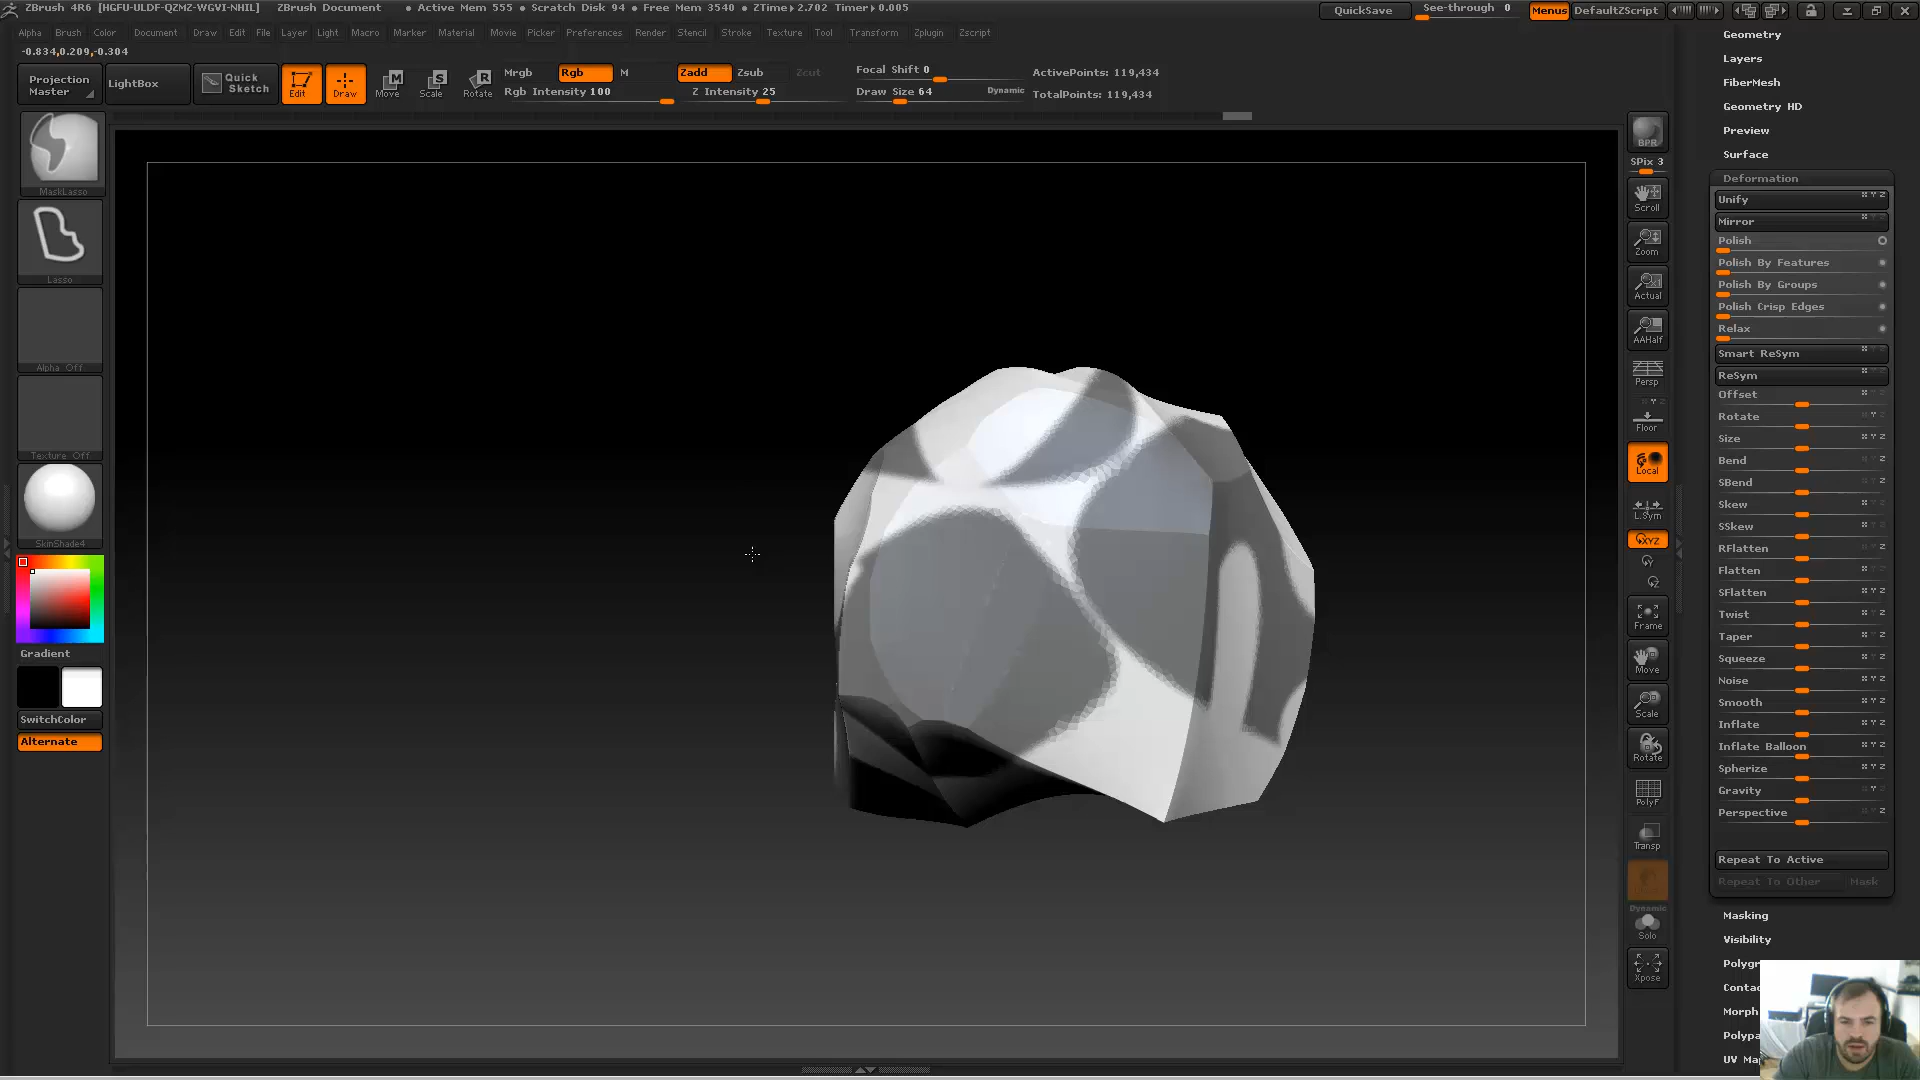 ZBrush 4R6 [HGFU-ULDF-QZMZ-WGVI-NHIL] ZBrush Document • Active Mem 555 • Scratch Disk 94 • Free Mem 3540 • ZTime▸2.702 Timer▸0.005
QuickSave See-through 0 Menus DefaultZScript
Alpha Brush Color Document Draw Edit File Layer Light Macro Marker Material Movie Picker Preferences Render Stencil Stroke Texture Tool Transform Zplugin Zscript
-0.834,0.209,-0.304
Projection Master
LightBox
Quick Sketch
Edit
Draw
Move
Scale
Rotate
Mrgb Rgb M
Rgb Intensity 100
Zadd Zsub Zcut
Z Intensity 25
Focal Shift 0
Draw Size 64
Dynamic
ActivePoints: 119,434
TotalPoints: 119,434
MaskLasso
Lasso
Alpha Off
Texture Off
SkinShade4
Gradient
SwitchColor
Alternate
BPR
SPix 3
Scroll
Zoom
Actual
AAHalf
Persp
Floor
Local
L.Sym
XYZ
Frame
Move
Scale
Rotate
PolyF
Transp
Dynamic
Solo
Xpose
Geometry
Layers
FiberMesh
Geometry HD
Preview
Surface
Deformation
Unify
Mirror
Polish
Polish By Features
Polish By Groups
Polish Crisp Edges
Relax
Smart ReSym
ReSym
Offset
Rotate
Size
Bend
SBend
Skew
SSkew
RFlatten
Flatten
SFlatten
Twist
Taper
Squeeze
Noise
Smooth
Inflate
Inflate Balloon
Spherize
Gravity
Perspective
Repeat To Active
Repeat To Other Mask
Masking
Visibility
Polygr
Contac
Morph
Polypa
UV Ma